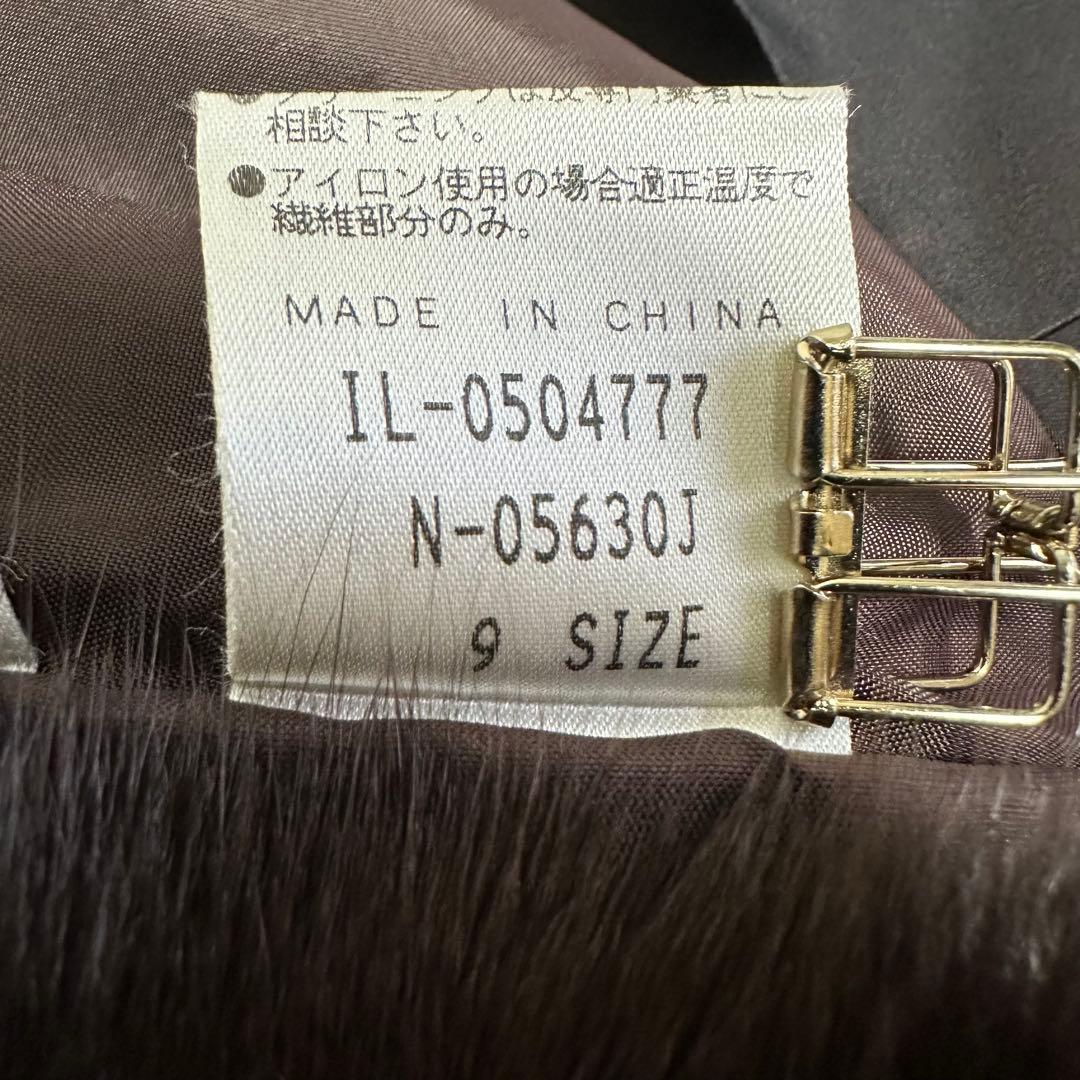 相談下さい。
●アイロン使用の場合適正温度で
繊維部分のみ。
MADE IN CHINA
IL-0504777
N-05630J
9 SIZE